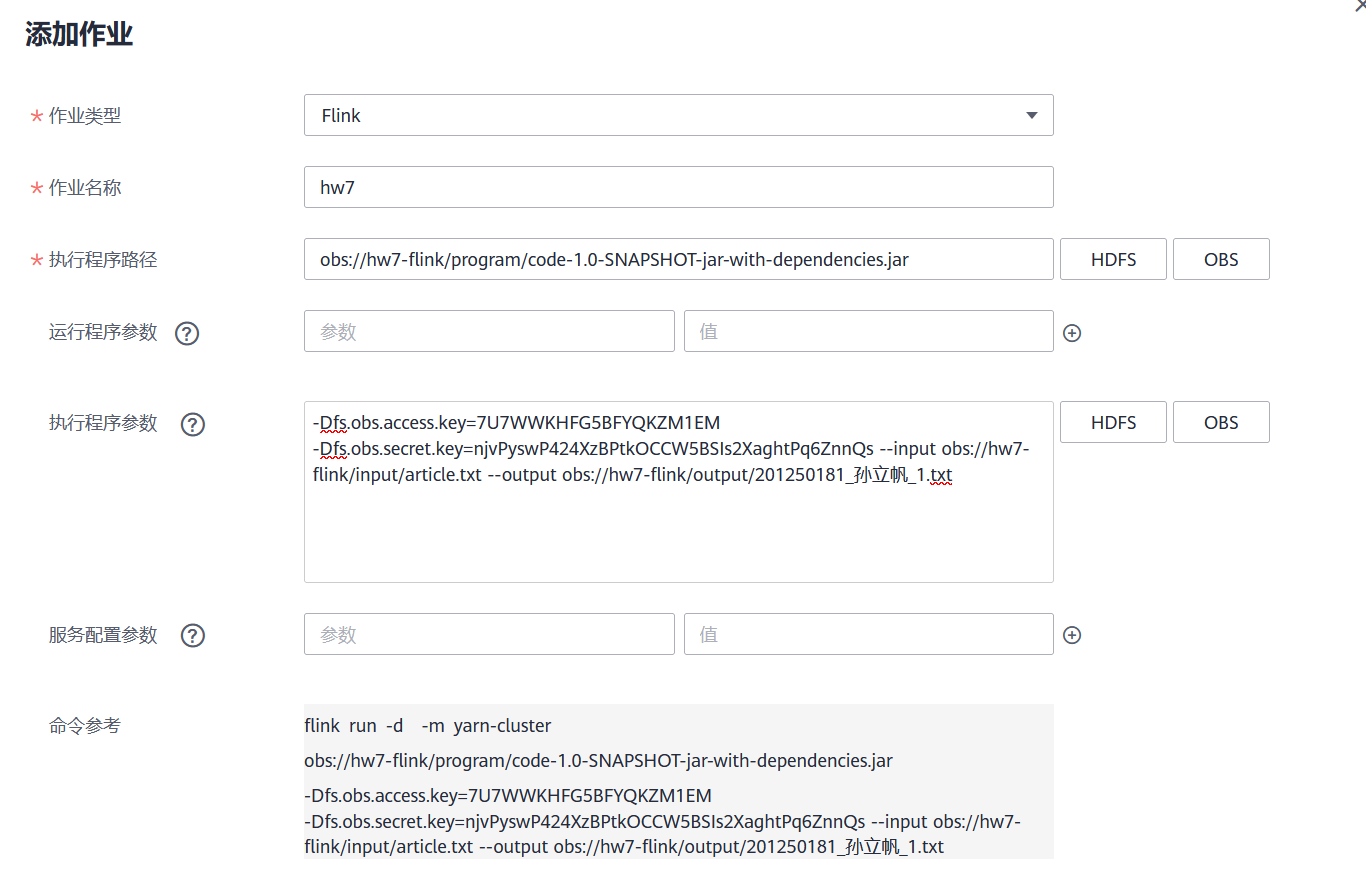 添加作业
* 作业类型 Flink
* 作业名称 hw7
* 执行程序路径 obs://hw7-flink/program/code-1.0-SNAPSHOT-jar-with-dependencies.jar HDFS OBS
运行程序参数 ? 参数 值
执行程序参数 ? -Dfs.obs.access.key=7U7WWKHFG5BFYQKZM1EM HDFS OBS
-Dfs.obs.secret.key=njvPyswP424XzBPtkOCCW5BSIs2XaghtPq6ZnnQs --input obs://hw7-
flink/input/article.txt --output obs://hw7-flink/output/201250181_孙立帆_1.txt
服务配置参数 ? 参数 值
命令参考 flink run -d -m yarn-cluster
obs://hw7-flink/program/code-1.0-SNAPSHOT-jar-with-dependencies.jar
-Dfs.obs.access.key=7U7WWKHFG5BFYQKZM1EM
-Dfs.obs.secret.key=njvPyswP424XzBPtkOCCW5BSIs2XaghtPq6ZnnQs --input obs://hw7-
flink/input/article.txt --output obs://hw7-flink/output/201250181_孙立帆_1.txt